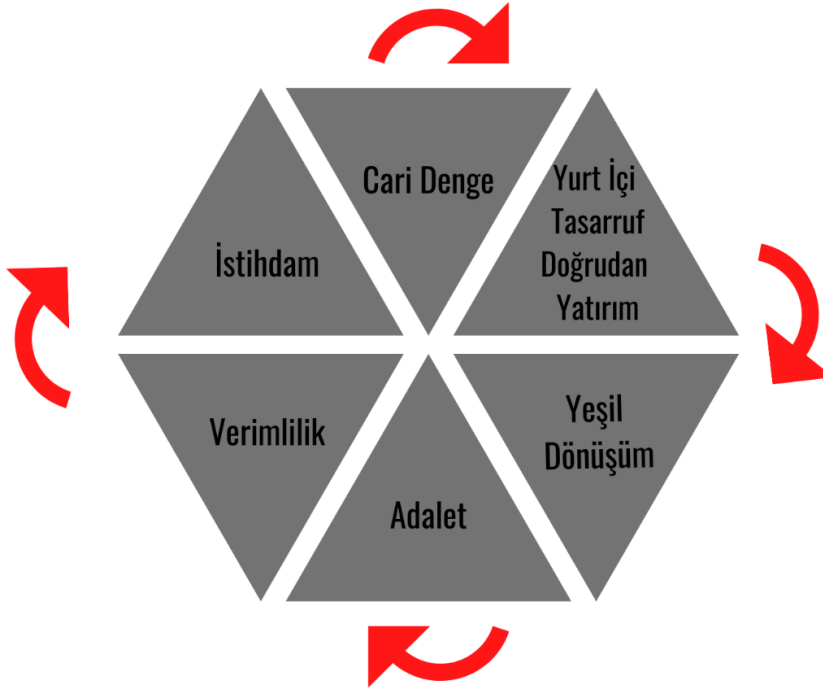 Cari Denge
Yurt İçi
Tasarruf
Doğrudan
Yatırım
İstihdam
Verimlilik
Yeşil
Dönüşüm
Adalet